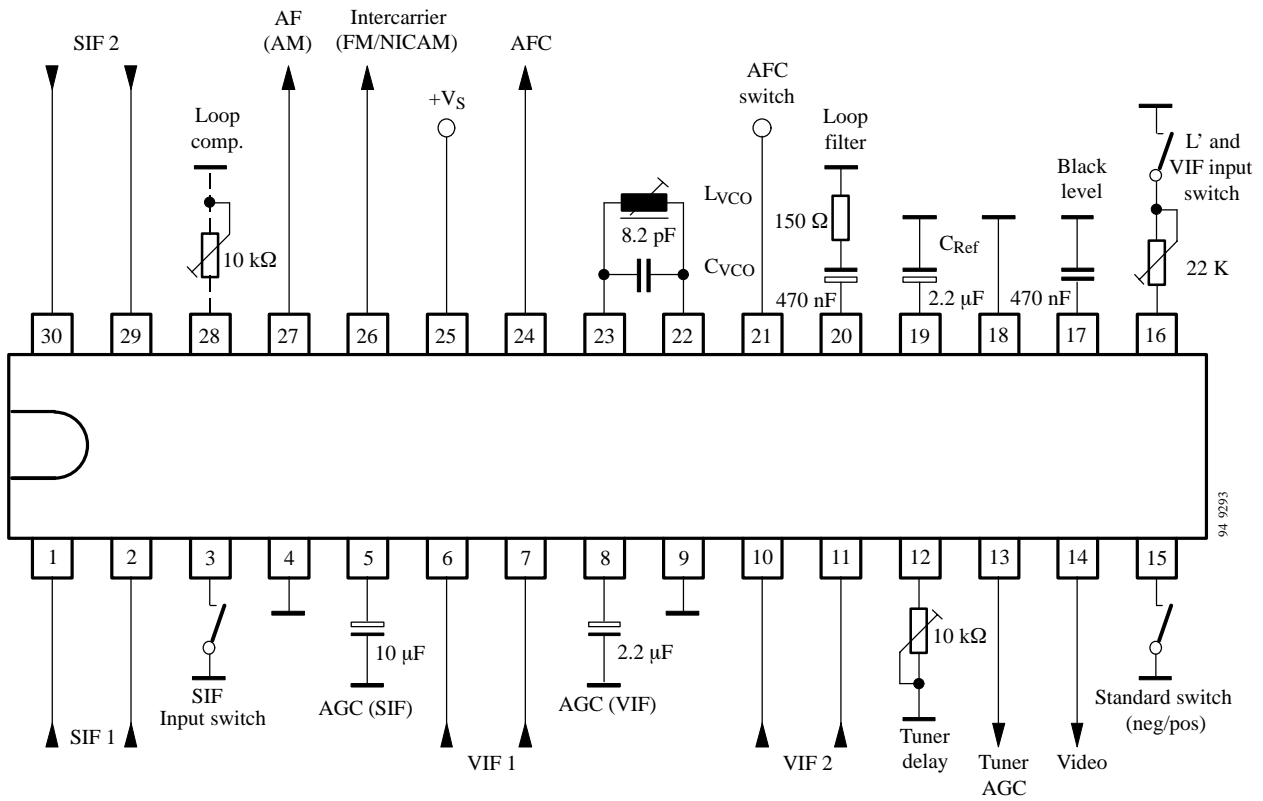 SIF 2
AF
(AM)
Intercarrier
(FM/NICAM)
AFC
+VS
AFC
switch
Loop
comp.
Loop
filter
Black
level
L' and
VIF input
switch
LVCO
8.2 pF
CVCO
150 Ω
CRef
10 kΩ
22 K
470 nF
2.2 µF
470 nF
30 29 28 27 26 25 24 23 22 21 20 19 18 17 16
94 9293
1 2 3 4 5 6 7 8 9 10 11 12 13 14 15
10 µF
2.2 µF
10 kΩ
SIF
Input switch
AGC (SIF)
AGC (VIF)
Standard switch
(neg/pos)
SIF 1
VIF 1
VIF 2
Tuner
delay
Tuner
AGC
Video